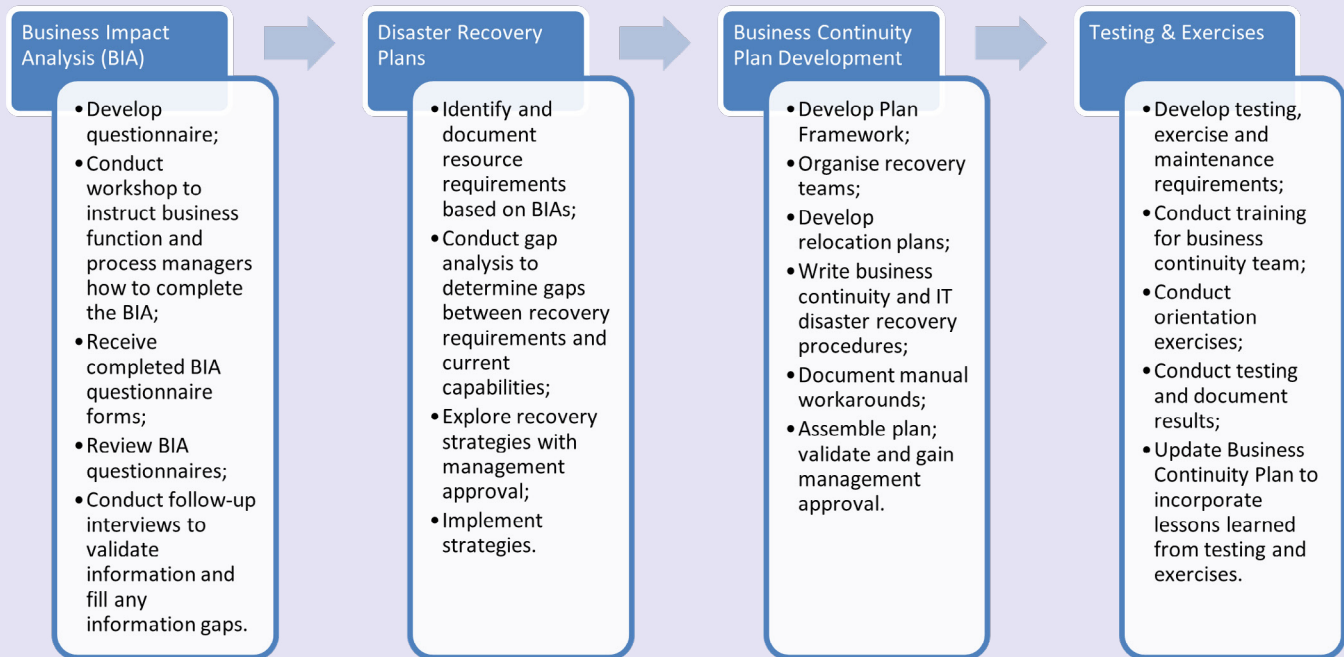 Business Impact
Analysis (BIA)
• Develop
questionnaire;
• Conduct
workshop to
instruct business
function and
process managers
how to complete
the BIA;
• Receive
completed BIA
questionnaire
forms;
• Review BIA
questionnaires;
• Conduct follow-up
interviews to
validate
information and
fill any
information gaps.
Disaster Recovery
Plans
• Identify and
document
resource
requirements
based on BIAs;
• Conduct gap
analysis to
determine gaps
between recovery
requirements and
current
capabilities;
• Explore recovery
strategies with
management
approval;
• Implement
strategies.
Business Continuity
Plan Development
• Develop Plan
Framework;
• Organise recovery
teams;
• Develop
relocation plans;
• Write business
continuity and IT
disaster recovery
procedures;
• Document manual
workarounds;
• Assemble plan;
validate and gain
management
approval.
Testing & Exercises
• Develop testing,
exercise and
maintenance
requirements;
• Conduct training
for business
continuity team;
• Conduct
orientation
exercises;
• Conduct testing
and document
results;
• Update Business
Continuity Plan to
incorporate
lessons learned
from testing and
exercises.